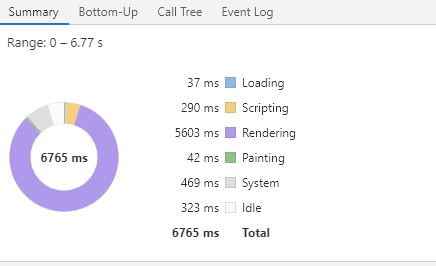 Summary Bottom-Up Call Tree Event Log
Range: 0 – 6.77 s
37 ms Loading
290 ms Scripting
5603 ms Rendering
42 ms Painting
469 ms System
323 ms Idle
6765 ms Total
6765 ms